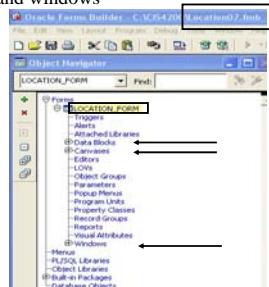 and windows
Oracle Forms Builder - C:\CIS420\Location07.fmb
File Edit View Layout Program Debug
Object Navigator
LOCATION_FORM Find:
Forms
LOCATION_FORM
Triggers
Alerts
Attached Libraries
Data Blocks
Canvases
Editors
LOVs
Object Groups
Parameters
Popup Menus
Program Units
Property Classes
Record Groups
Reports
Visual Attributes
Windows
Menus
PL/SQL Libraries
Object Libraries
Built-in Packages
Database Objects